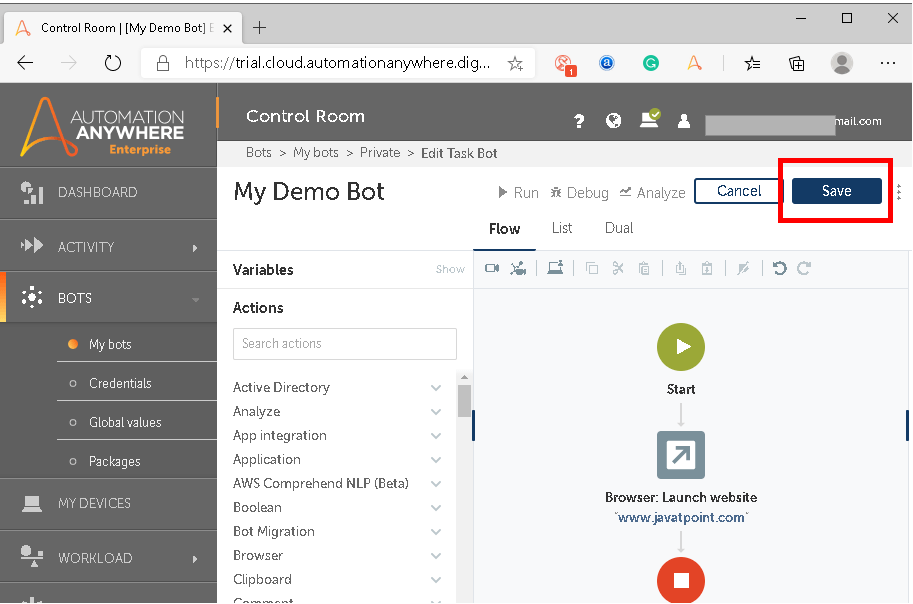 Control Room | [My Demo Bot] E
https://trial.cloud.automationanywhere.dig...
1
a
G
AUTOMATION
ANYWHERE
Enterprise
Control Room
?
mail.com
Bots > My bots > Private > Edit Task Bot
DASHBOARD
ACTIVITY
BOTS
My bots
Credentials
Global values
Packages
MY DEVICES
WORKLOAD
My Demo Bot
Run
Debug
Analyze
Cancel
Save
Flow
List
Dual
Variables
Show
Actions
Search actions
Active Directory
Analyze
App integration
Application
AWS Comprehend NLP (Beta)
Boolean
Bot Migration
Browser
Clipboard
Comment
Start
Browser: Launch website
"www.javatpoint.com"